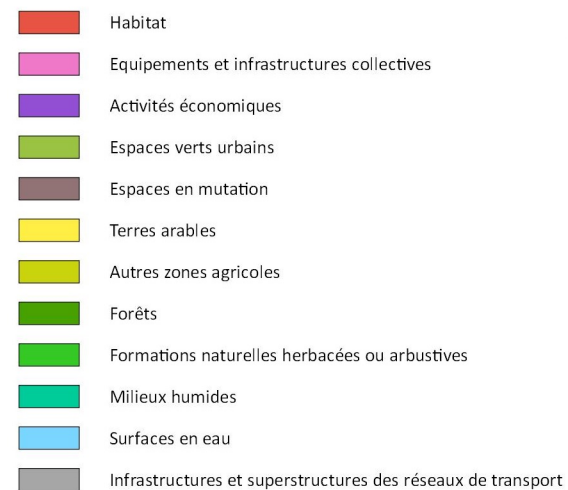 Habitat
Equipements et infrastructures collectives
Activités économiques
Espaces verts urbains
Espaces en mutation
Terres arables
Autres zones agricoles
Forêts
Formations naturelles herbacées ou arbustives
Milieux humides
Surfaces en eau
Infrastructures et superstructures des réseaux de transport